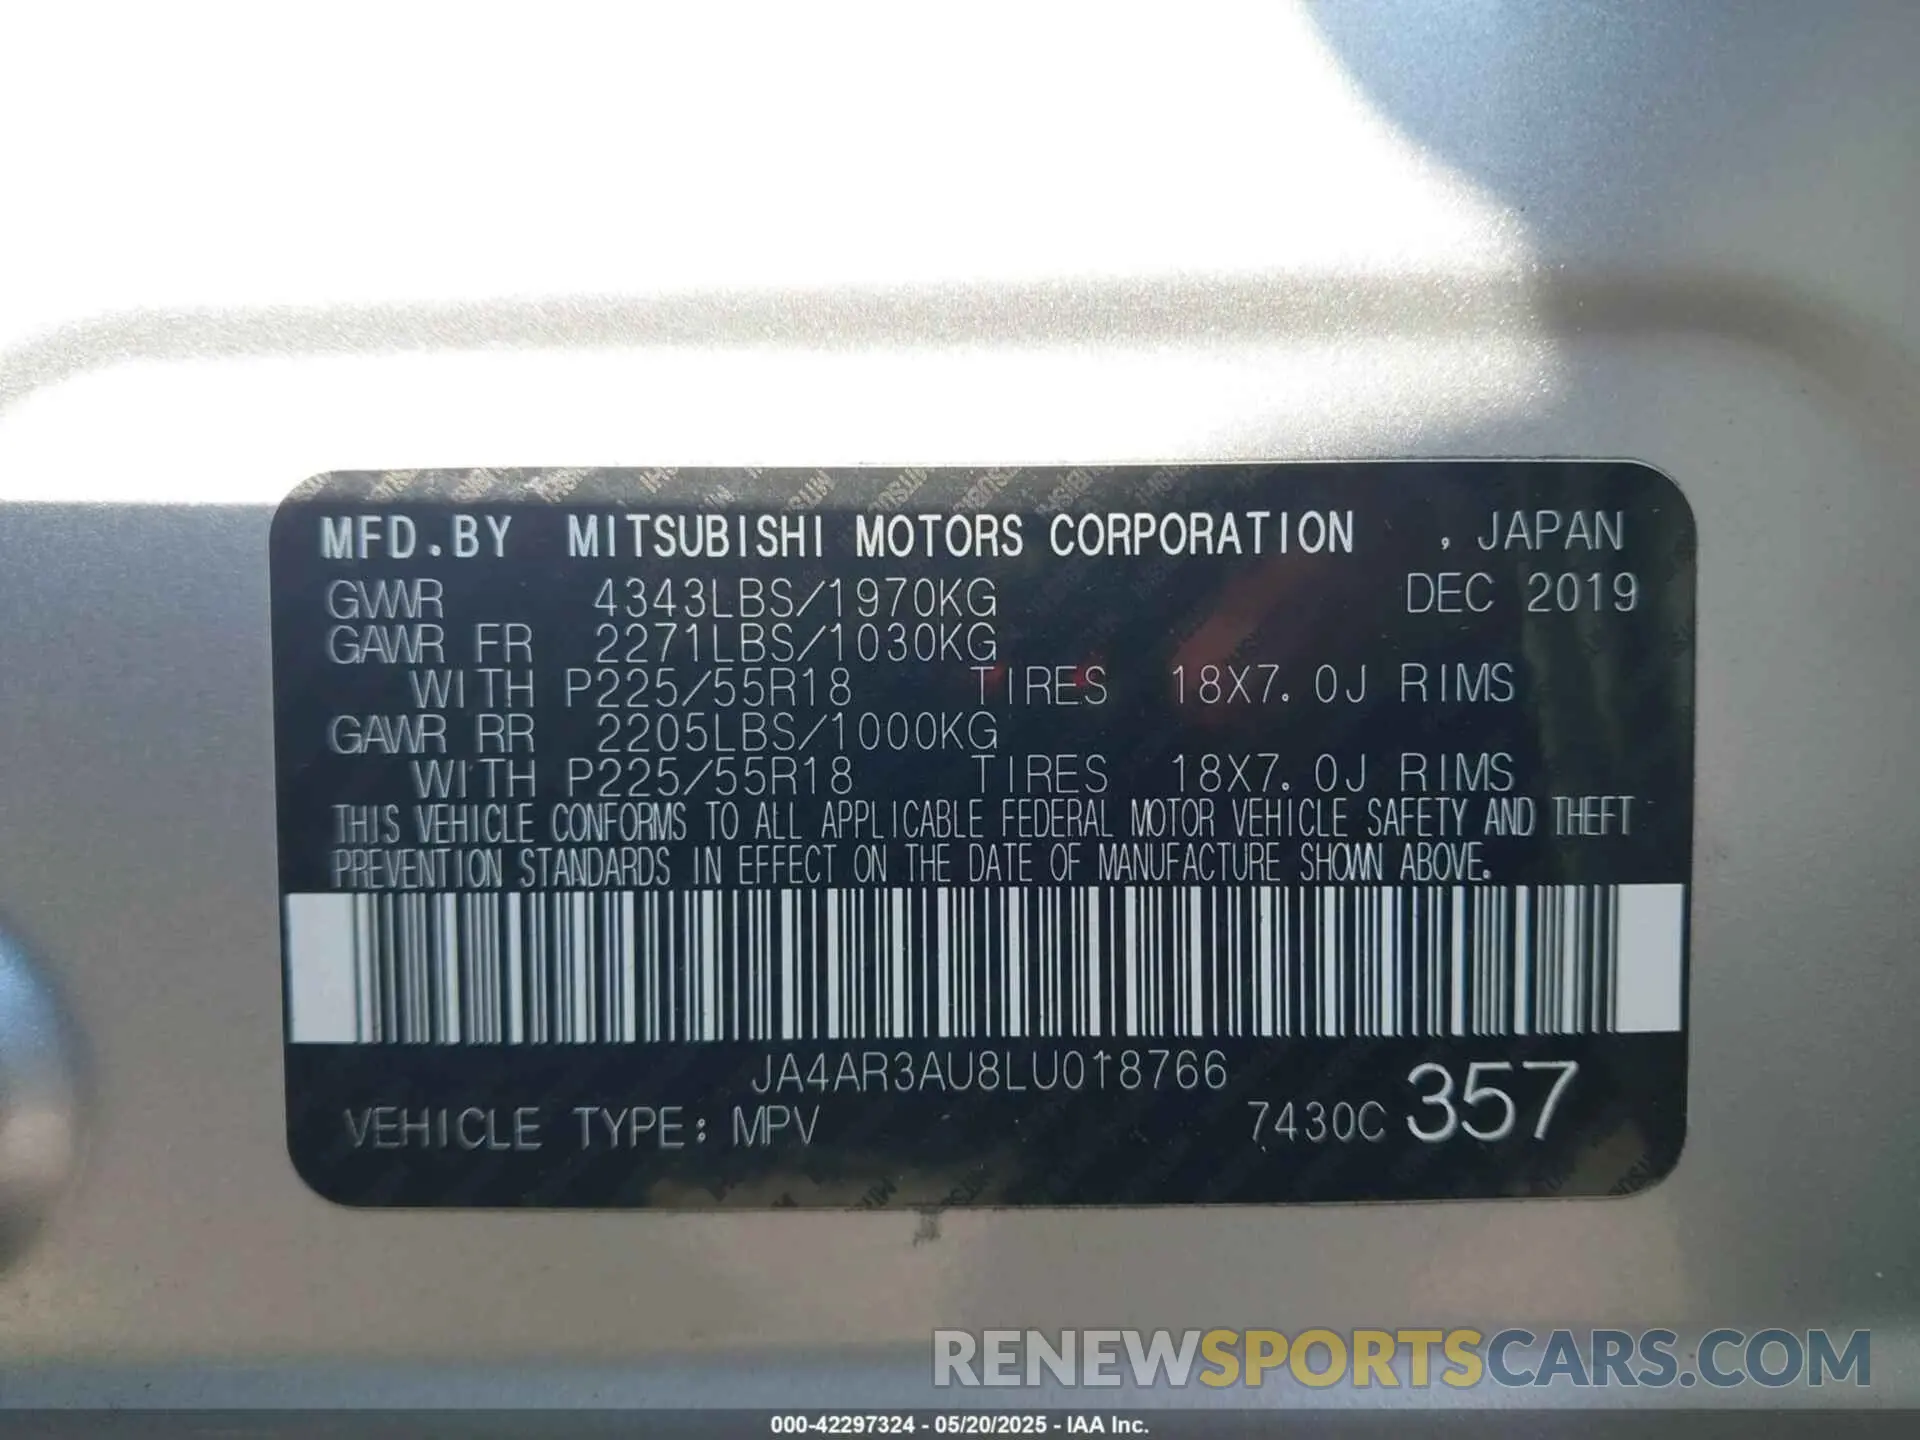 MFD.BY MITSUBISHI MOTORS CORPORATION , JAPAN
GVWR 4343LBS/1970KG DEC 2019
GAWR FR 2271LBS/1030KG
WITH P225/55R18 TIRES 18X7.0J RIMS
GAWR RR 2205LBS/1000KG
WITH P225/55R18 TIRES 18X7.0J RIMS
THIS VEHICLE CONFORMS TO ALL APPLICABLE FEDERAL MOTOR VEHICLE SAFETY AND THEFT
PREVENTION STANDARDS IN EFFECT ON THE DATE OF MANUFACTURE SHOWN ABOVE.
JA4AR3AU8LU018766
VEHICLE TYPE: MPV 7430C 357
RENEWSPORTSCARS.COM
000-42297324 - 05/20/2025 - IAA Inc.